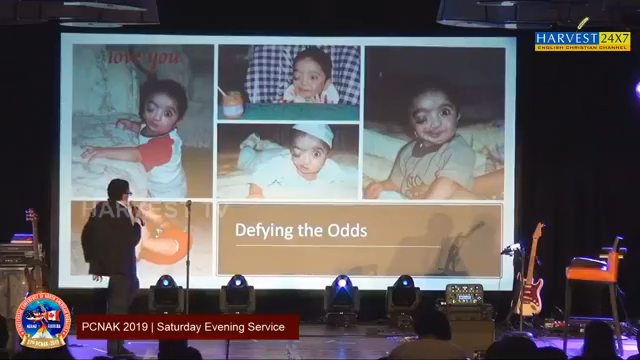 HARVEST 24X7
ENGLISH CHRISTIAN CHANNEL
love you
HARVEST TV
Defying the Odds
PCNAK 2019 | Saturday Evening Service